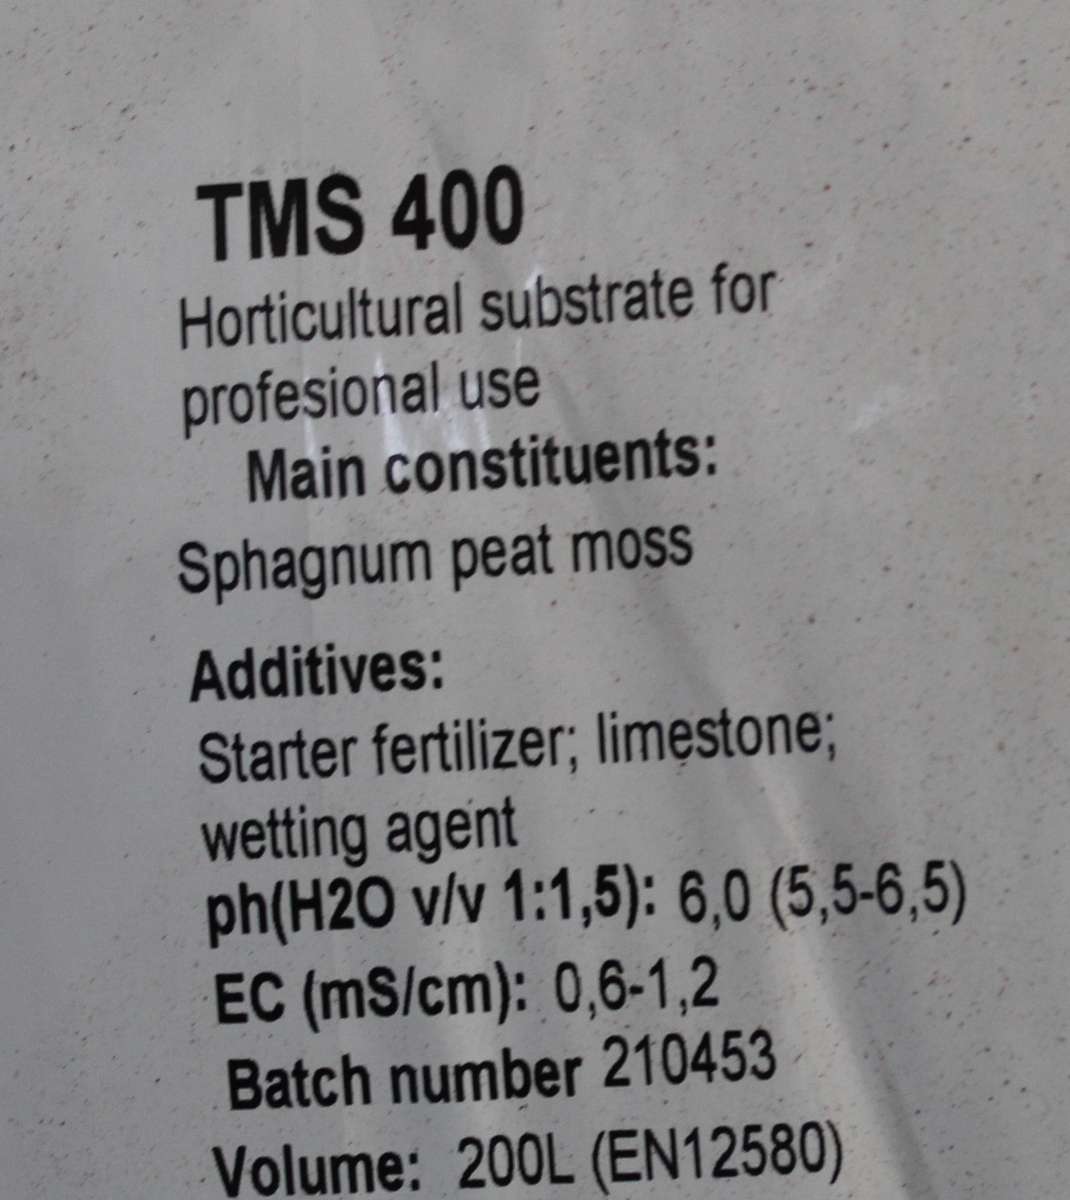 TMS 400
Horticultural substrate for
profesional use
Main constituents:
Sphagnum peat moss
Additives:
Starter fertilizer; limestone;
wetting agent
ph(H2O v/v 1:1,5): 6,0 (5,5-6,5)
EC (mS/cm): 0,6-1,2
Batch number 210453
Volume: 200L (EN12580)